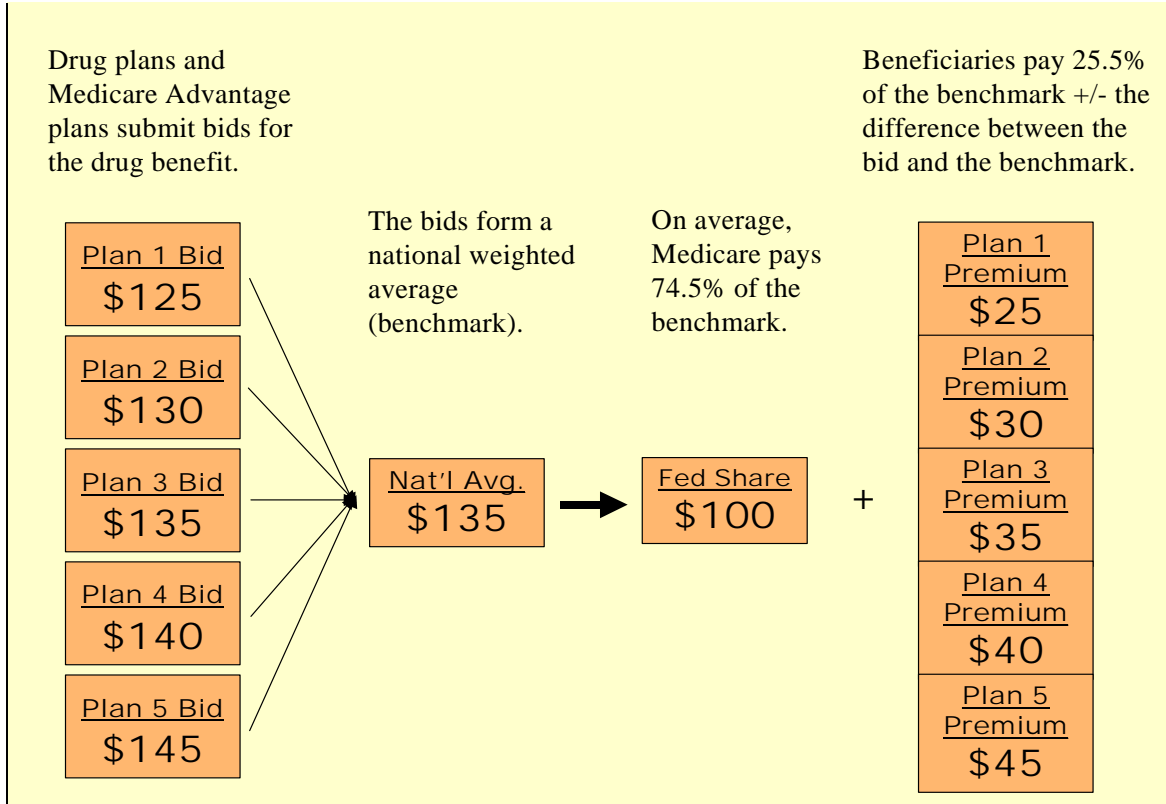 Drug plans and
Medicare Advantage
plans submit bids for
the drug benefit.
Plan 1 Bid
$125
Plan 2 Bid
$130
Plan 3 Bid
$135
Plan 4 Bid
$140
Plan 5 Bid
$145
The bids form a
national weighted
average
(benchmark).
Nat'l Avg.
$135
On average,
Medicare pays
74.5% of the
benchmark.
Fed Share
$100
+
Beneficiaries pay 25.5%
of the benchmark +/- the
difference between the
bid and the benchmark.
Plan 1
Premium
$25
Plan 2
Premium
$30
Plan 3
Premium
$35
Plan 4
Premium
$40
Plan 5
Premium
$45